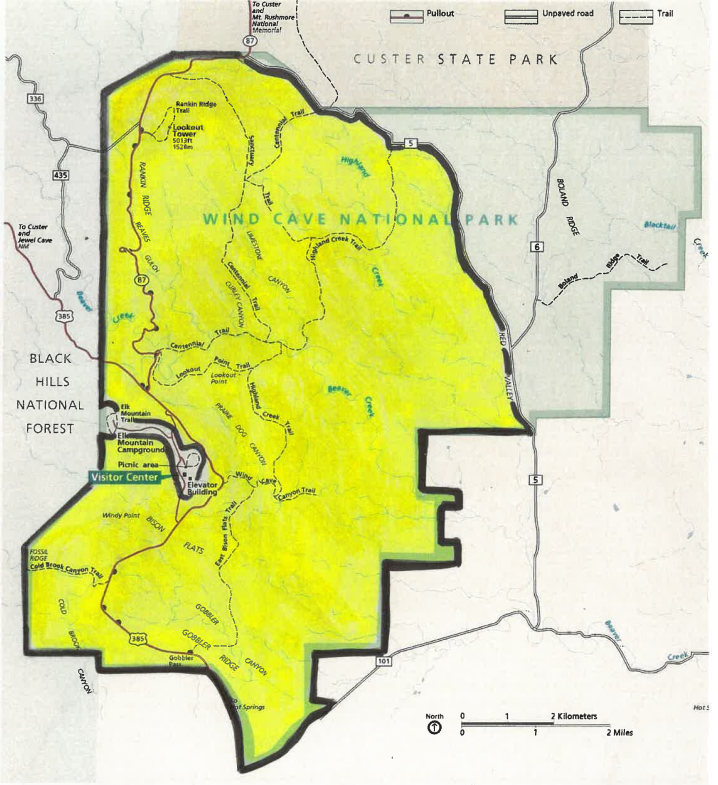 To Custer
and
Mt. Rushmore
National
Memorial
87
Pullout
Unpaved road
Trail
CUSTER STATE PARK
336
435
Rankin Ridge
Trail
Lookout
Tower
5013ft
1528m
Centennial Trail
Sanctuary
Trail
5
Highland
WIND CAVE NATIONAL PARK
BOLAND RIDGE
Blacktail
Creek
6
Boland Ridge Trail
To Custer
and
Jewel Cave
NM
RANKIN RIDGE
REAVES GULCH
87
LIMESTONE
CANYON
Highland Creek Trail
Creek
Centennial
Trail
CURLEY CANYON
Beaver
Creek
385
Centennial Trail
RED VALLEY
BLACK
HILLS
NATIONAL
FOREST
Lookout Point Trail
Lookout
Point
Highland
Creek
Trail
Beaver
Creek
PRAIRIE DOG CANYON
Elk
Mountain
Trail
Elk
Mountain
Campground
Picnic area
Visitor Center
Elevator
Building
Wind Cave
Canyon Trail
5
Windy Point
BISON
FLATS
East Bison Flats Trail
FOSSIL
RIDGE
Cold Brook Canyon Trail
COLD
BROOK
CANYON
GOBBLER
385
GOBBLER
RIDGE
CANYON
Gobbler
Pass
To
Hot Springs
101
Beaver
Creek
North
0 1 2 Kilometers
0 1 2 Miles
Hot S